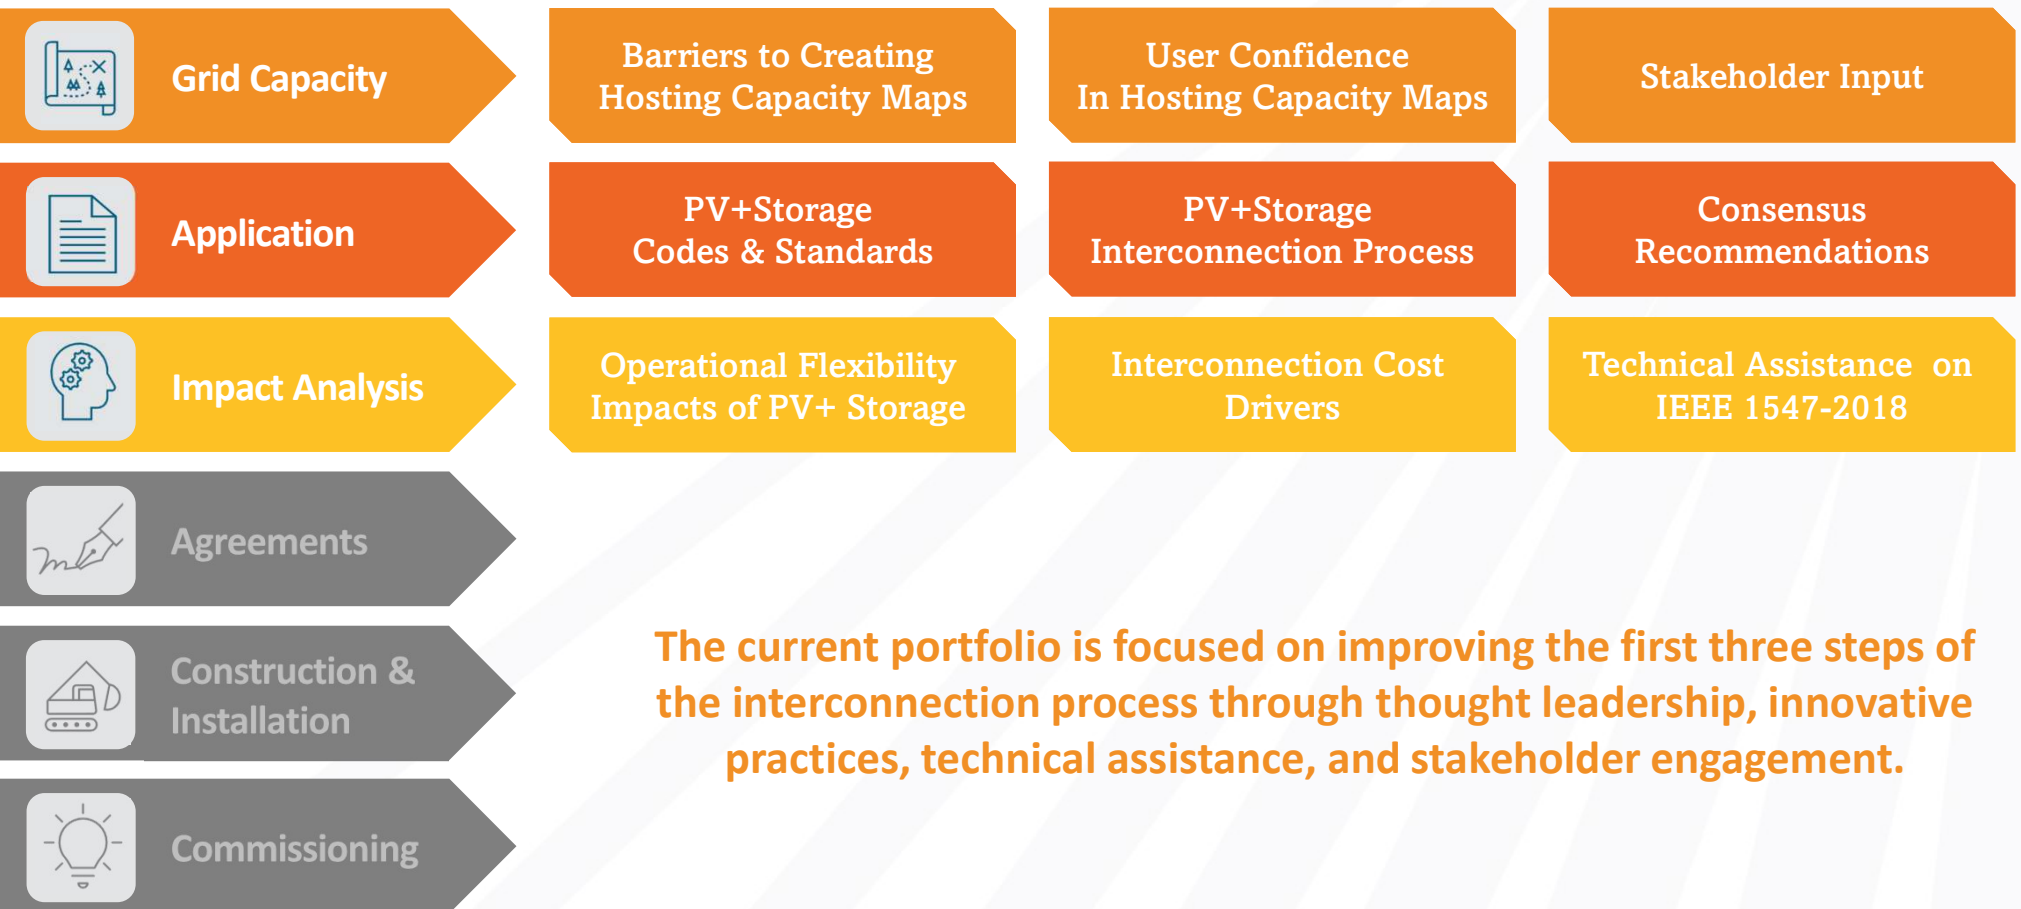 Grid Capacity
Barriers to Creating
Hosting Capacity Maps
User Confidence
In Hosting Capacity Maps
Stakeholder Input
Application
PV+Storage
Codes & Standards
PV+Storage
Interconnection Process
Consensus
Recommendations
Impact Analysis
Operational Flexibility
Impacts of PV+ Storage
Interconnection Cost
Drivers
Technical Assistance on
IEEE 1547-2018
Agreements
Construction &
Installation
Commissioning
The current portfolio is focused on improving the first three steps of
the interconnection process through thought leadership, innovative
practices, technical assistance, and stakeholder engagement.